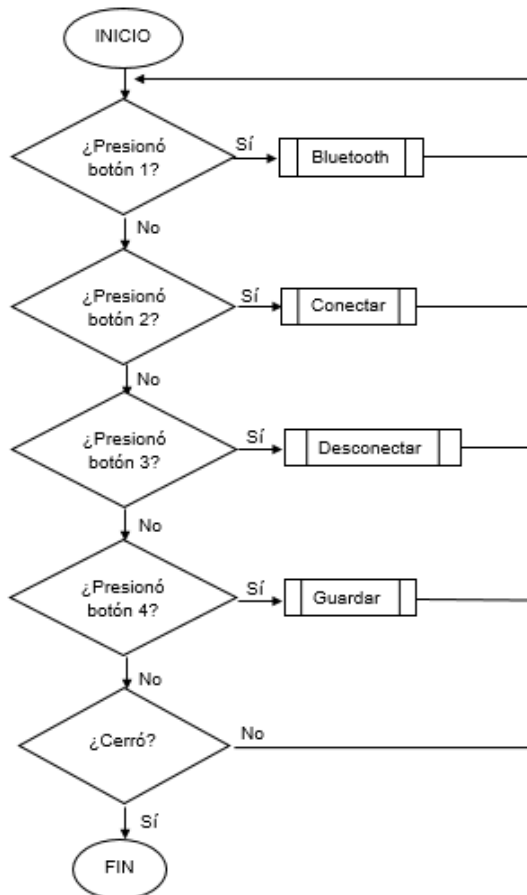 INICIO
¿Presionó
botón 1?
Sí
Bluetooth
No
¿Presionó
botón 2?
Sí
Conectar
No
¿Presionó
botón 3?
Sí
Desconectar
No
¿Presionó
botón 4?
Sí
Guardar
No
¿Cerró?
No
Sí
FIN